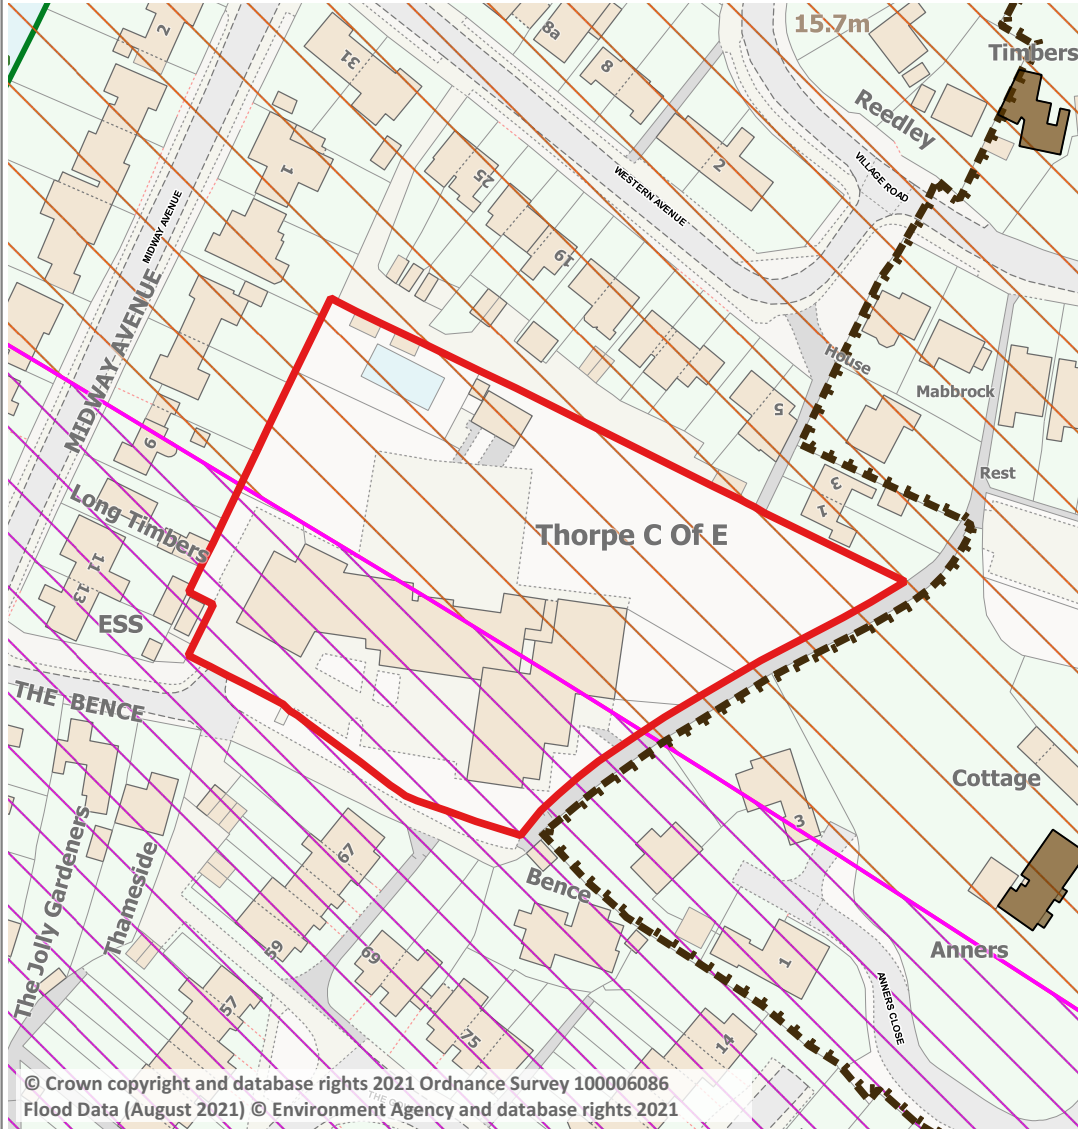 15.7m
Timbers
2
31
8a
8
Reedley
VILLAGE ROAD
2
WESTERN AVENUE
1
25
19
MIDWAY AVENUE
MIDWAY AVENUE
House
Mabbrock
5
9
3
1
Rest
Long Timbers
Thorpe C Of E
11
13
ESS
THE BENCE
Cottage
3
67
Bence
The Jolly Gardeners
Thameside
59
69
1
Anners
57
75
14
ANNERS CLOSE
© Crown copyright and database rights 2021 Ordnance Survey 100006086
Flood Data (August 2021) © Environment Agency and database rights 2021